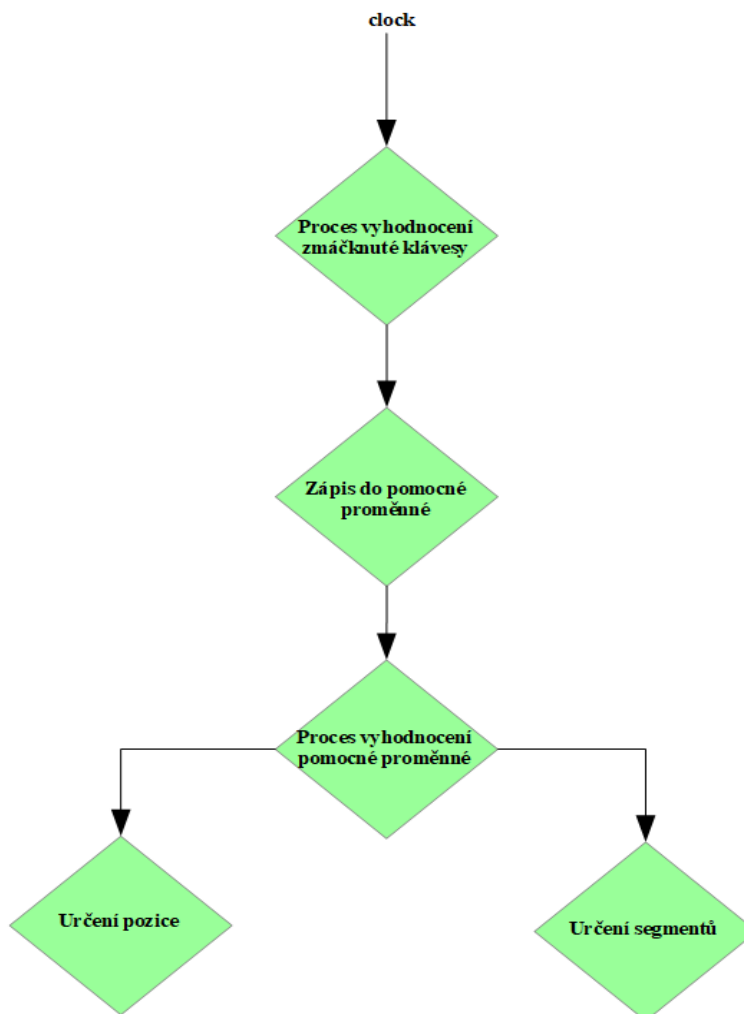 clock
Proces vyhodnocení
zmáčknuté klávesy
Zápis do pomocné
proměnné
Proces vyhodnocení
pomocné proměnné
Určení pozice
Určení segmentů